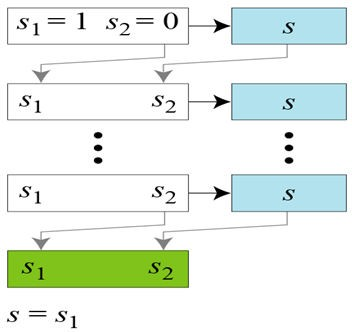 s₁ = 1 s₂ = 0 s
s₁ s₂ s
s₁ s₂ s
s₁ s₂
s = s₁